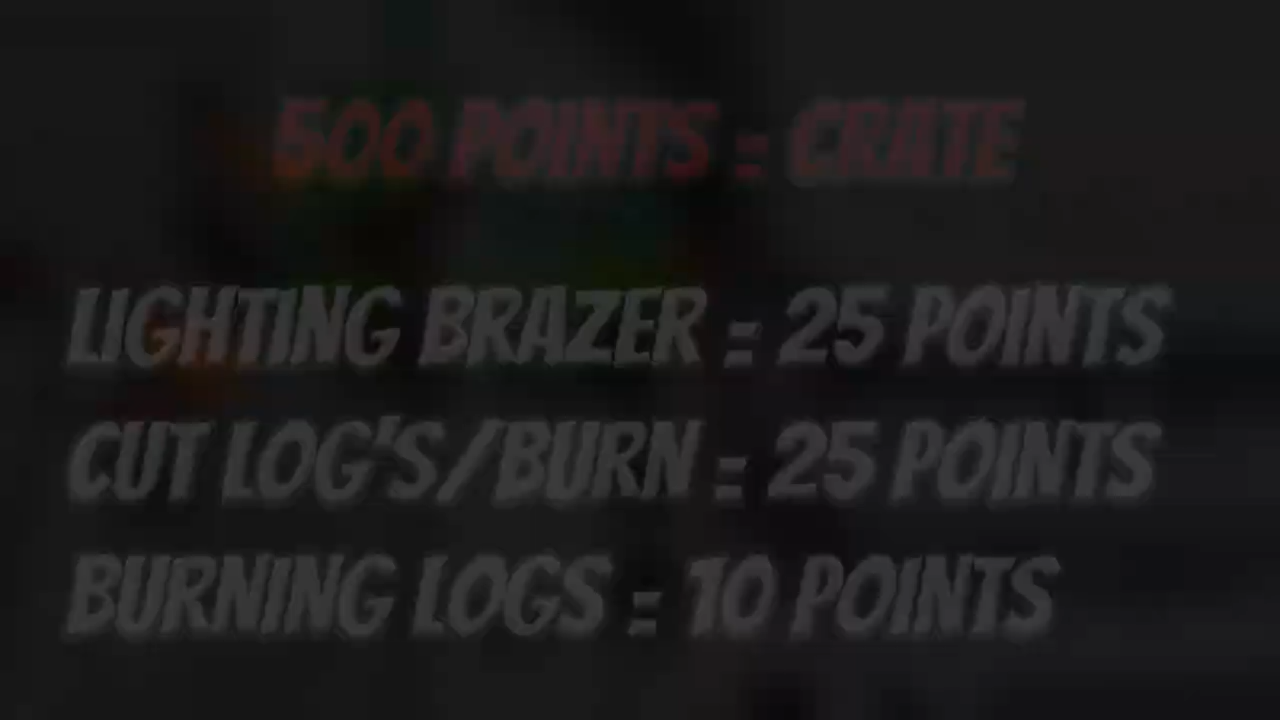 500 POINTS = CRATE
LIGHTING BRAZER = 25 POINTS
CUT LOG'S/BURN = 25 POINTS
BURNING LOGS = 10 POINTS